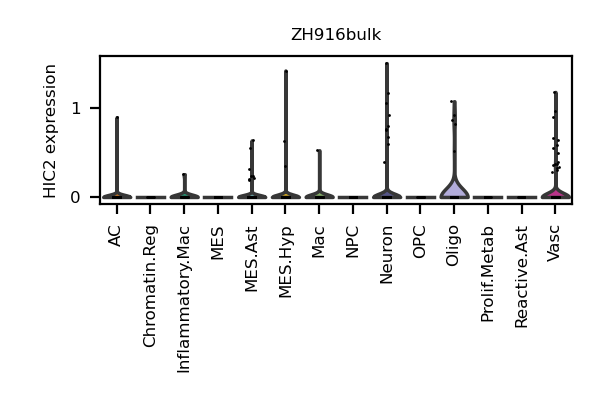 ZH916bulk
HIC2 expression
1
0
AC
Chromatin.Reg
Inflammatory.Mac
MES
MES.Ast
MES.Hyp
Mac
NPC
Neuron
OPC
Oligo
Prolif.Metab
Reactive.Ast
Vasc